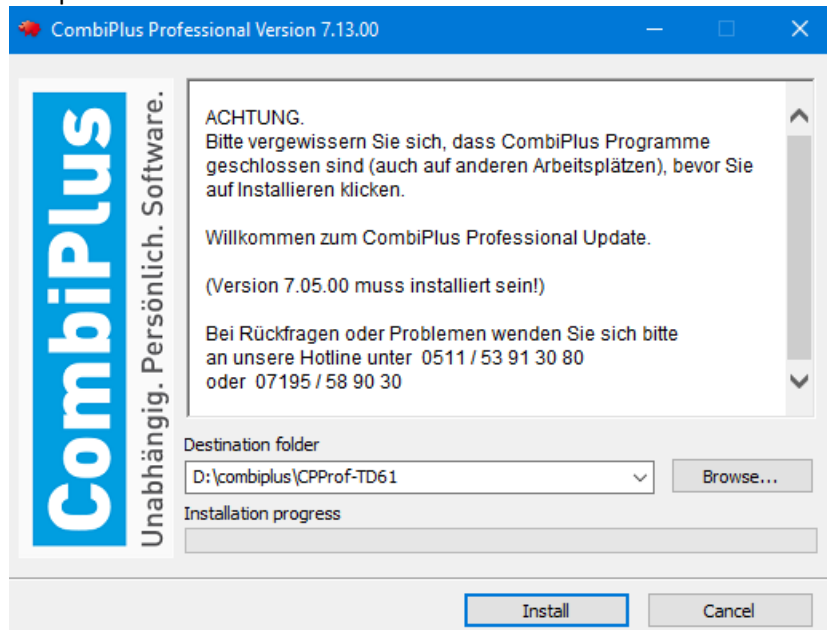 CombiPlus Professional Version 7.13.00
CombiPlus
Unabhängig. Persönlich. Software.
ACHTUNG.
Bitte vergewissern Sie sich, dass CombiPlus Programme
geschlossen sind (auch auf anderen Arbeitsplätzen), bevor Sie
auf Installieren klicken.
Willkommen zum CombiPlus Professional Update.
(Version 7.05.00 muss installiert sein!)
Bei Rückfragen oder Problemen wenden Sie sich bitte
an unsere Hotline unter 0511 / 53 91 30 80
oder 07195 / 58 90 30
Destination folder
D:\combiplus\CPProf-TD61
Browse...
Installation progress
Install
Cancel